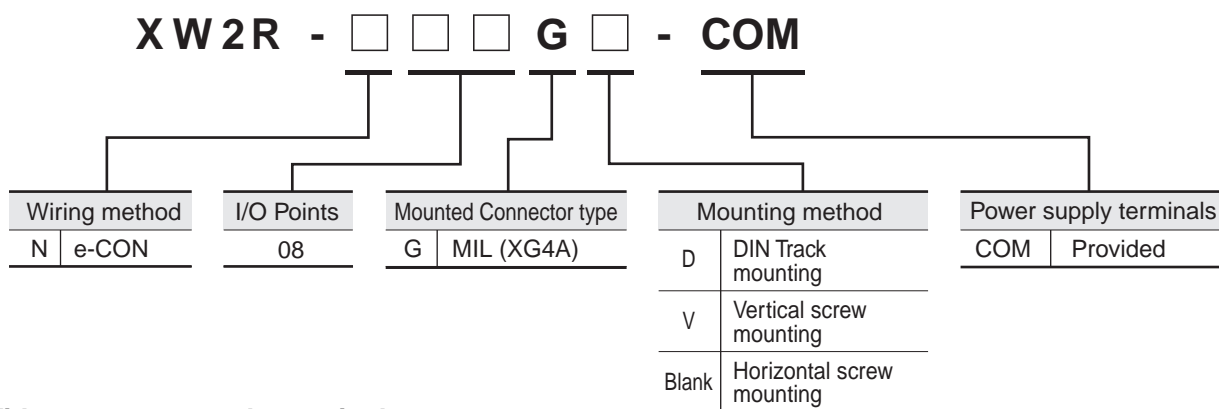 XW2R - □ □ □ G □ - COM
Wiring method
N e-CON
I/O Points
08
Mounted Connector type
G MIL (XG4A)
Mounting method
D DIN Track
mounting
V Vertical screw
mounting
Blank Horizontal screw
mounting
Power supply terminals
COM Provided